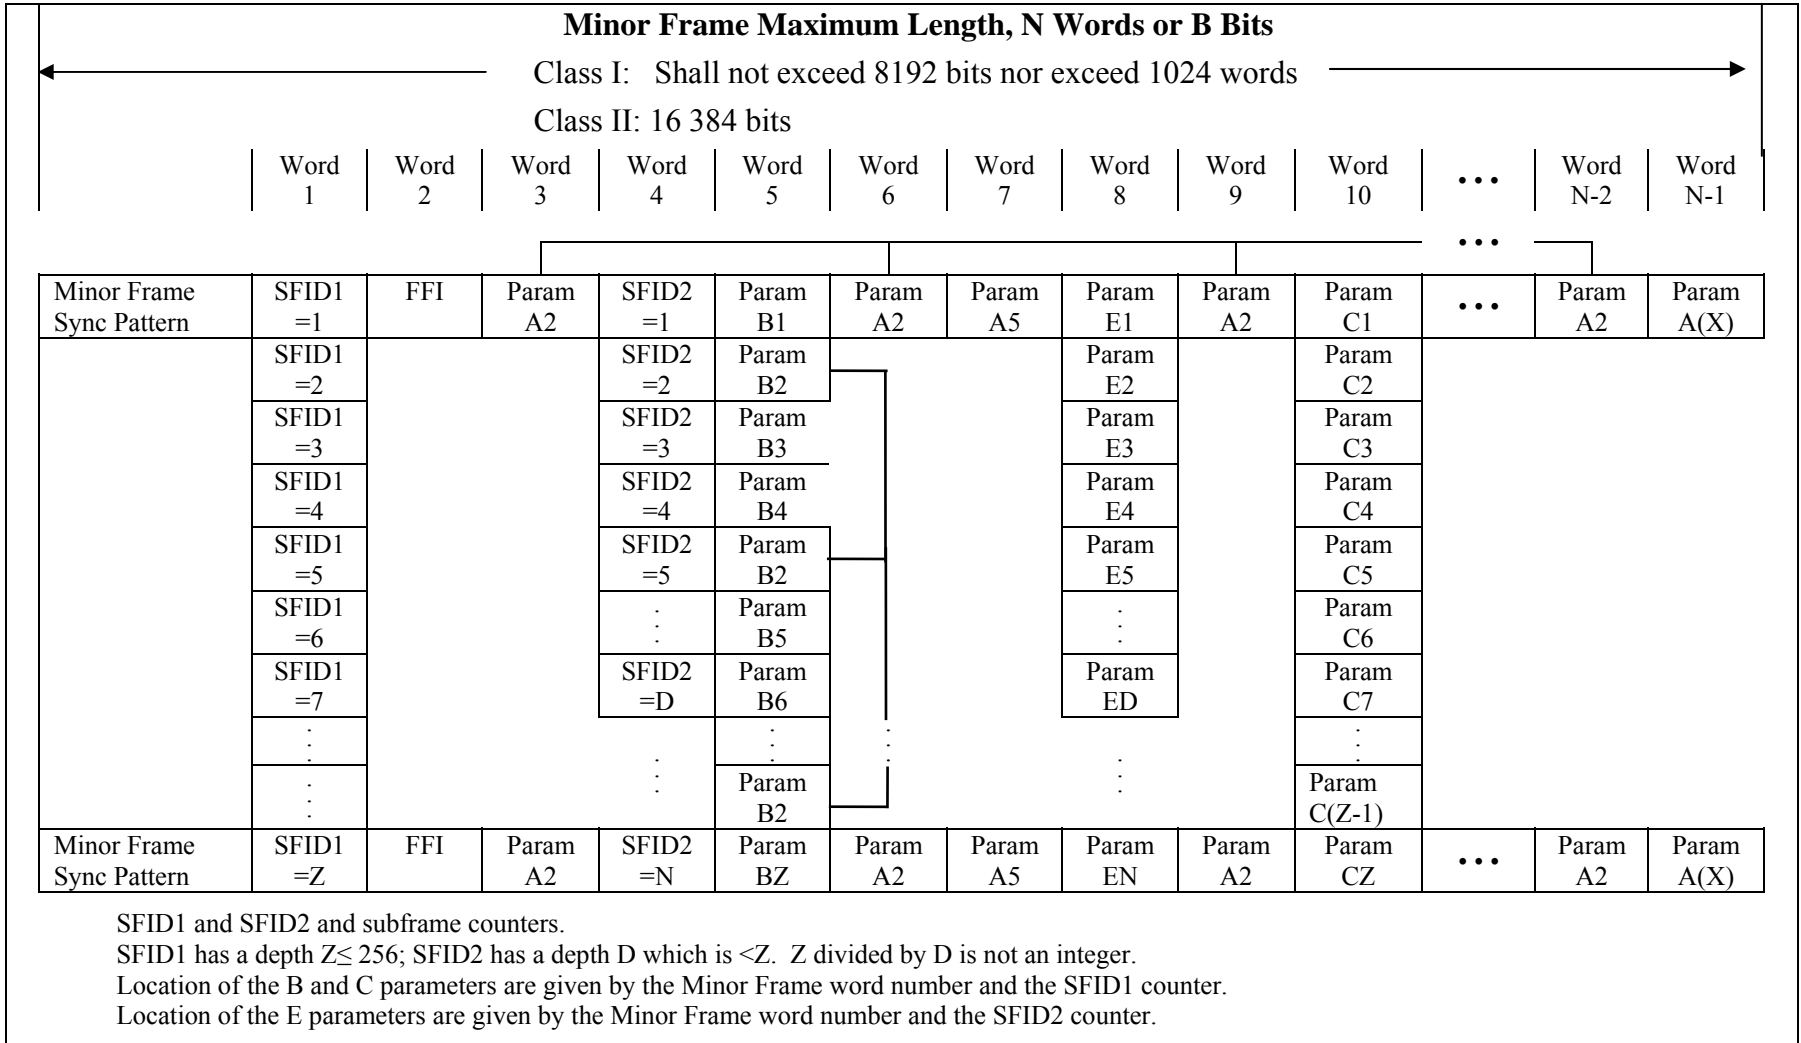 Minor Frame Maximum Length, N Words or B Bits
Class I: Shall not exceed 8192 bits nor exceed 1024 words
Class II: 16 384 bits
Word Word Word Word Word Word Word Word Word Word ••• Word Word
1 2 3 4 5 6 7 8 9 10 N-2 N-1
•••
Minor Frame SFID1 FFI Param SFID2 Param Param Param Param Param Param ••• Param Param
Sync Pattern =1 A2 =1 B1 A2 A5 E1 A2 C1 A2 A(X)
SFID1 SFID2 Param Param Param
=2 =2 B2 E2 C2
SFID1 SFID2 Param Param Param
=3 =3 B3 E3 C3
SFID1 SFID2 Param Param Param
=4 =4 B4 E4 C4
SFID1 SFID2 Param Param Param
=5 =5 B2 E5 C5
SFID1 Param Param
=6 B5 C6
SFID1 SFID2 Param Param Param
=7 =D B6 ED C7
Param Param
B2 C(Z-1)
Minor Frame SFID1 FFI Param SFID2 Param Param Param Param Param Param ••• Param Param
Sync Pattern =Z A2 =N BZ A2 A5 EN A2 CZ A2 A(X)
SFID1 and SFID2 and subframe counters.
SFID1 has a depth Z≤ 256; SFID2 has a depth D which is <Z. Z divided by D is not an integer.
Location of the B and C parameters are given by the Minor Frame word number and the SFID1 counter.
Location of the E parameters are given by the Minor Frame word number and the SFID2 counter.